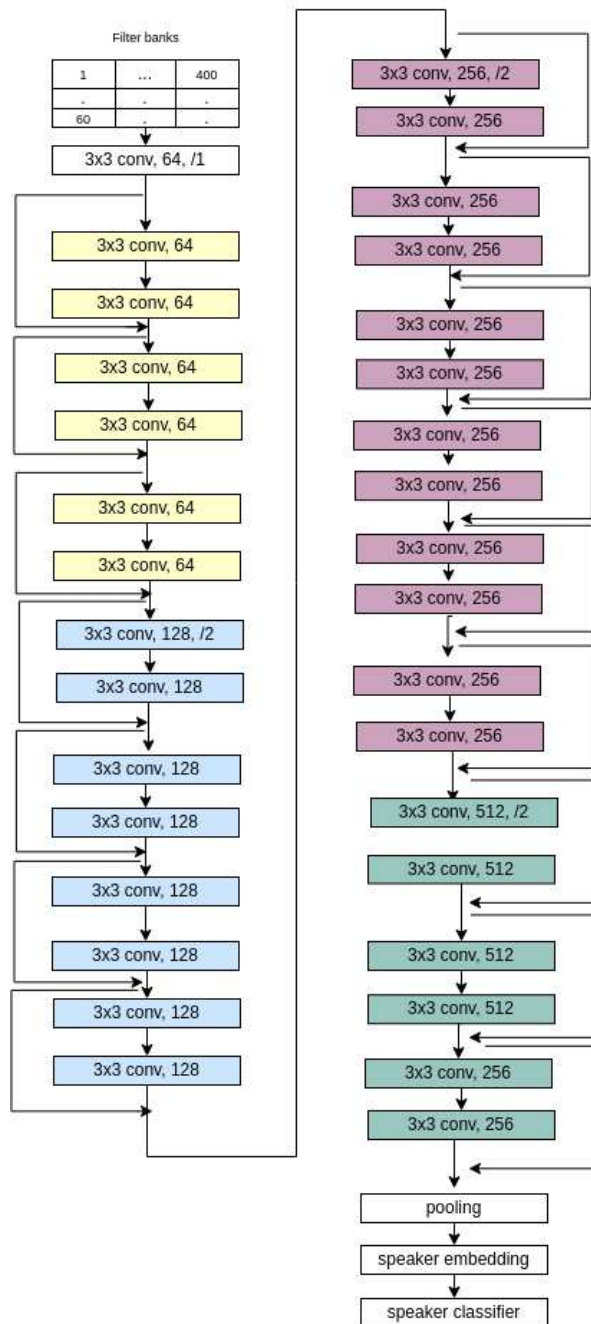 Filter banks
1 ... 400
. . .
60 . .
3x3 conv, 64, /1
3x3 conv, 64
3x3 conv, 64
3x3 conv, 64
3x3 conv, 64
3x3 conv, 64
3x3 conv, 64
3x3 conv, 128, /2
3x3 conv, 128
3x3 conv, 128
3x3 conv, 128
3x3 conv, 128
3x3 conv, 128
3x3 conv, 128
3x3 conv, 128
3x3 conv, 256, /2
3x3 conv, 256
3x3 conv, 256
3x3 conv, 256
3x3 conv, 256
3x3 conv, 256
3x3 conv, 256
3x3 conv, 256
3x3 conv, 256
3x3 conv, 256
3x3 conv, 256
3x3 conv, 256
3x3 conv, 512, /2
3x3 conv, 512
3x3 conv, 512
3x3 conv, 512
3x3 conv, 256
3x3 conv, 256
pooling
speaker embedding
speaker classifier